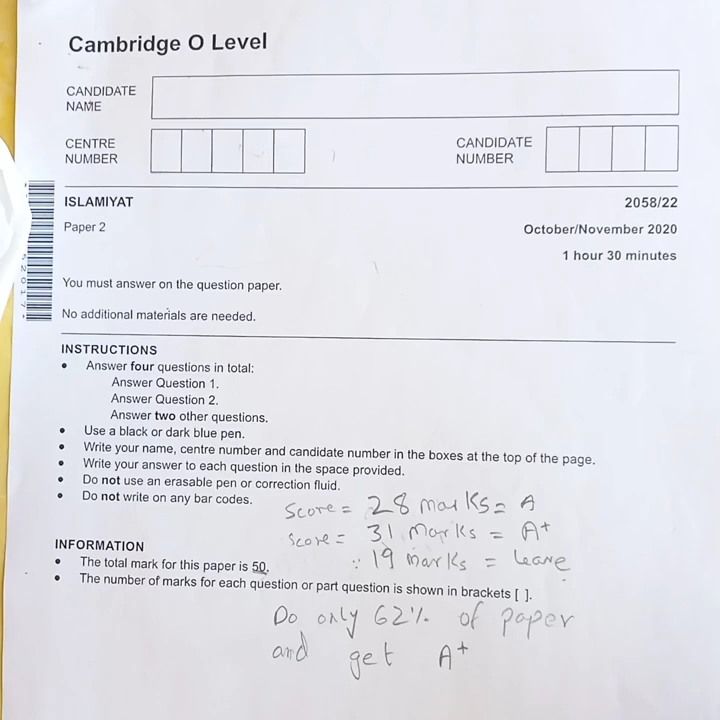 Cambridge O Level
CANDIDATE
NAME
CENTRE
NUMBER
CANDIDATE
NUMBER
ISLAMIYAT
2058/22
Paper 2
October/November 2020
1 hour 30 minutes
You must answer on the question paper.
No additional materials are needed.
INSTRUCTIONS
• Answer four questions in total:
Answer Question 1.
Answer Question 2.
Answer two other questions.
• Use a black or dark blue pen.
• Write your name, centre number and candidate number in the boxes at the top of the page.
• Write your answer to each question in the space provided.
• Do not use an erasable pen or correction fluid.
• Do not write on any bar codes.
Score = 28 marks = A
Score = 31 Marks = A+
∵ 19 marks = leave
INFORMATION
• The total mark for this paper is 50.
• The number of marks for each question or part question is shown in brackets [ ].
Do only 62% of paper
and get A+